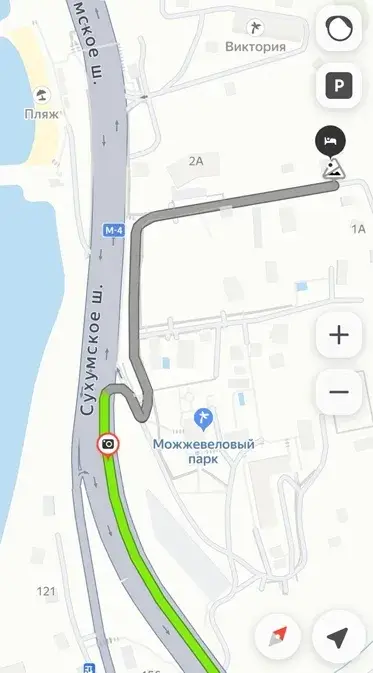 мское ш.
Виктория
P
Пляж
2А
1А
М-4
Сухумское ш.
Можжевеловый
парк
121